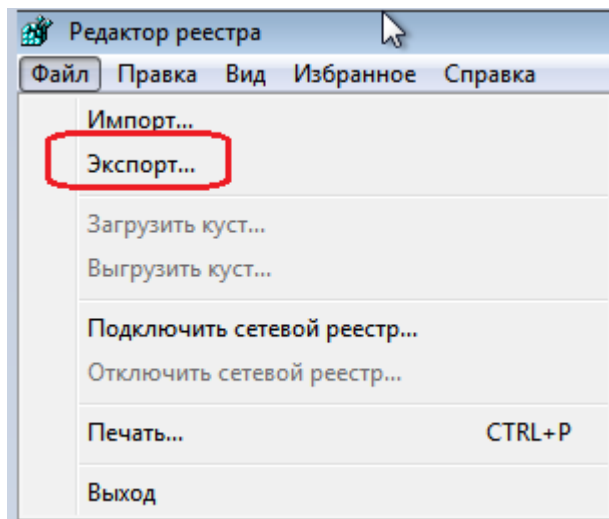 Редактор реестра
Файл Правка Вид Избранное Справка
Импорт...
Экспорт...
Загрузить куст...
Выгрузить куст...
Подключить сетевой реестр...
Отключить сетевой реестр...
Печать... CTRL+P
Выход